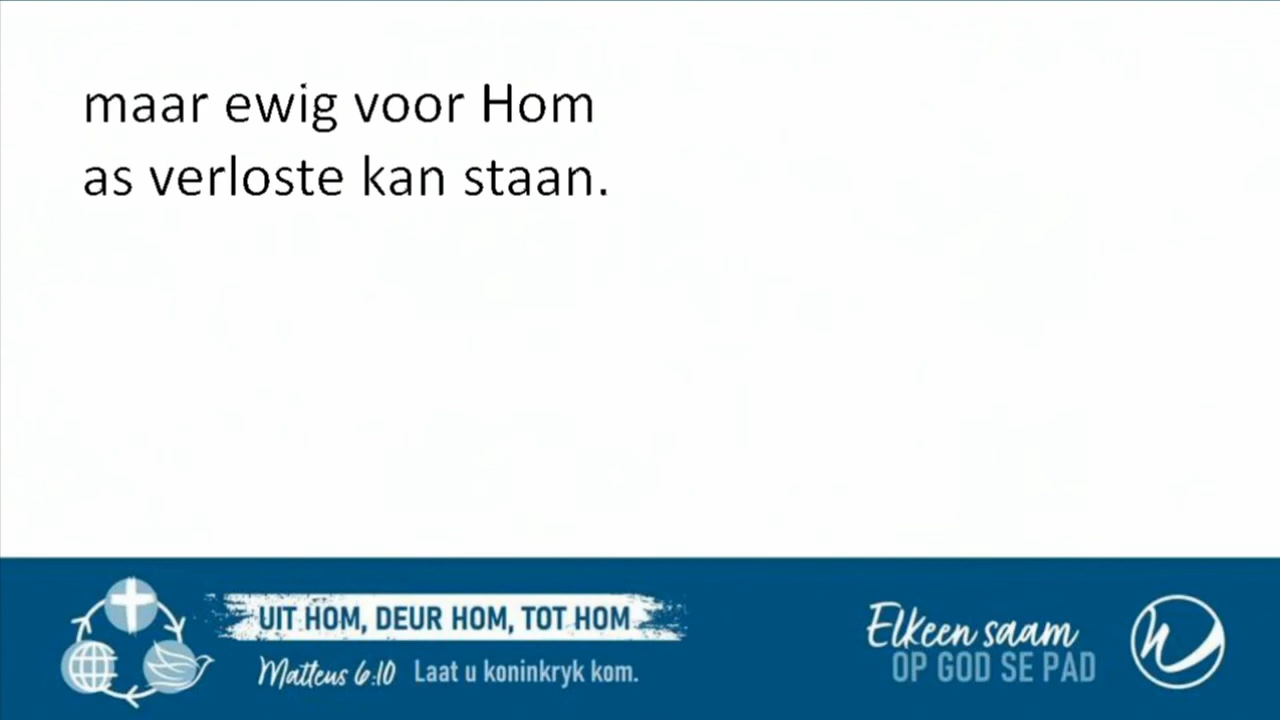 maar ewig voor Hom
as verloste kan staan.
UIT HOM, DEUR HOM, TOT HOM
Matteus 6:10 Laat u koninkryk kom.
Elkeen saam
OP GOD SE PAD